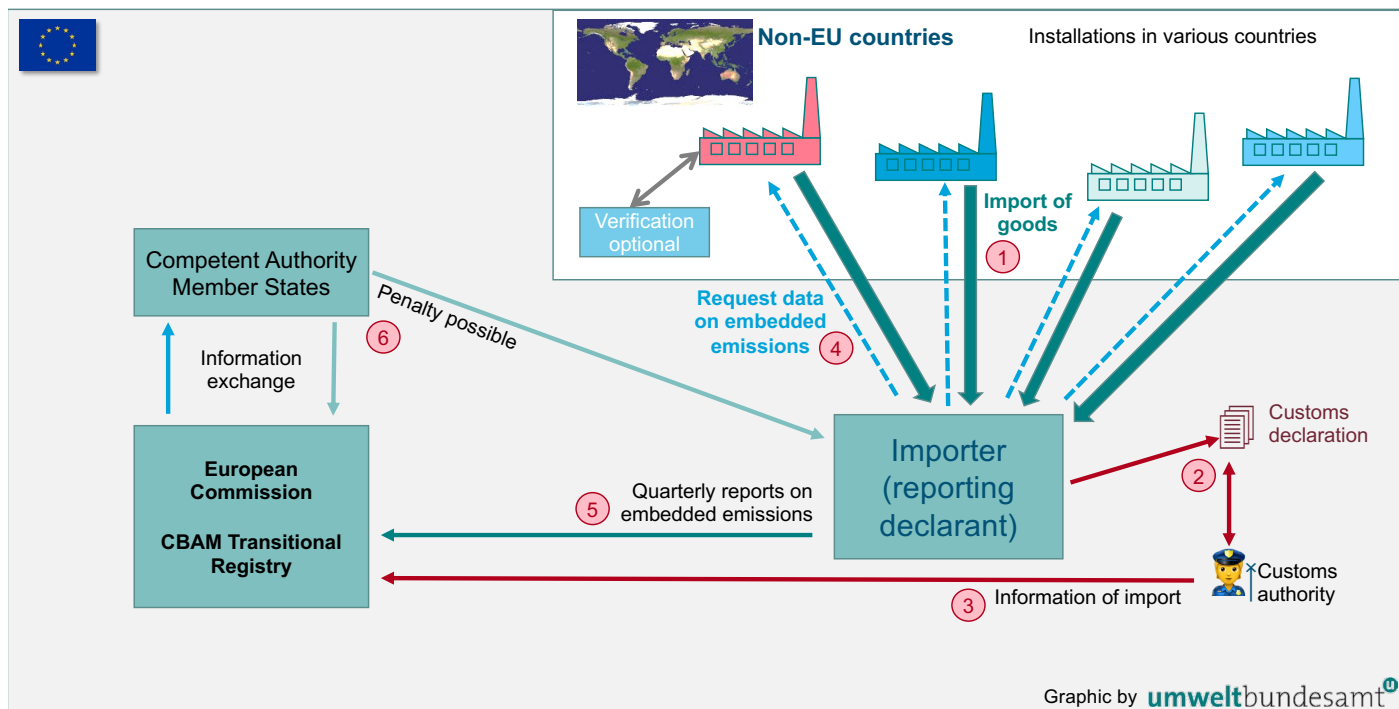 Non-EU countries
Installations in various countries
Verification
optional
Import of
goods
1
Competent Authority
Member States
Penalty possible
6
Request data
on embedded
emissions
4
Information
exchange
European
Commission
CBAM Transitional
Registry
Importer
(reporting
declarant)
Customs
declaration
2
Quarterly reports on
embedded emissions
5
Customs
authority
3
Information of import
Graphic by umweltbundesamt
u